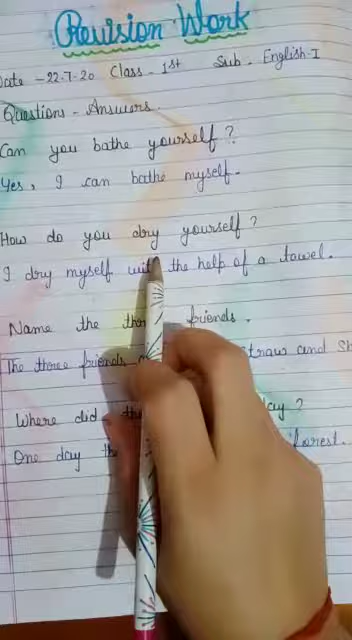 Revision Work
Date - 22-7-20 Class - 1st Sub - English-I
Questions - Answers.
Can you bathe yourself?
Yes, I can bathe myself.
How do you dry yourself?
I dry myself with the help of a towel.
Name the friends.
The three friends straw and
Where did
One day forest.